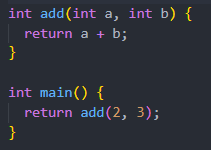 int add(int a, int b) {
  return a + b;
}

int main() {
  return add(2, 3);
}